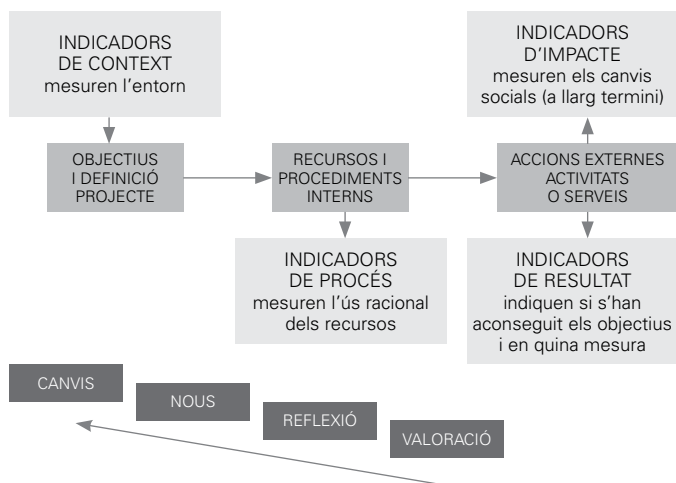 INDICADORS
DE CONTEXT
mesuren l'entorn
INDICADORS
D'IMPACTE
mesuren els canvis
socials (a llarg termini)
OBJECTIUS
I DEFINICIÓ
PROJECTE
RECURSOS I
PROCEDIMENTS
INTERNS
ACCIONS EXTERNES
ACTIVITATS
O SERVEIS
INDICADORS
DE PROCÉS
mesuren l'ús racional
dels recursos
INDICADORS
DE RESULTAT
indiquen si s'han
aconseguit els objectius
i en quina mesura
CANVIS
NOUS
REFLEXIÓ
VALORACIÓ